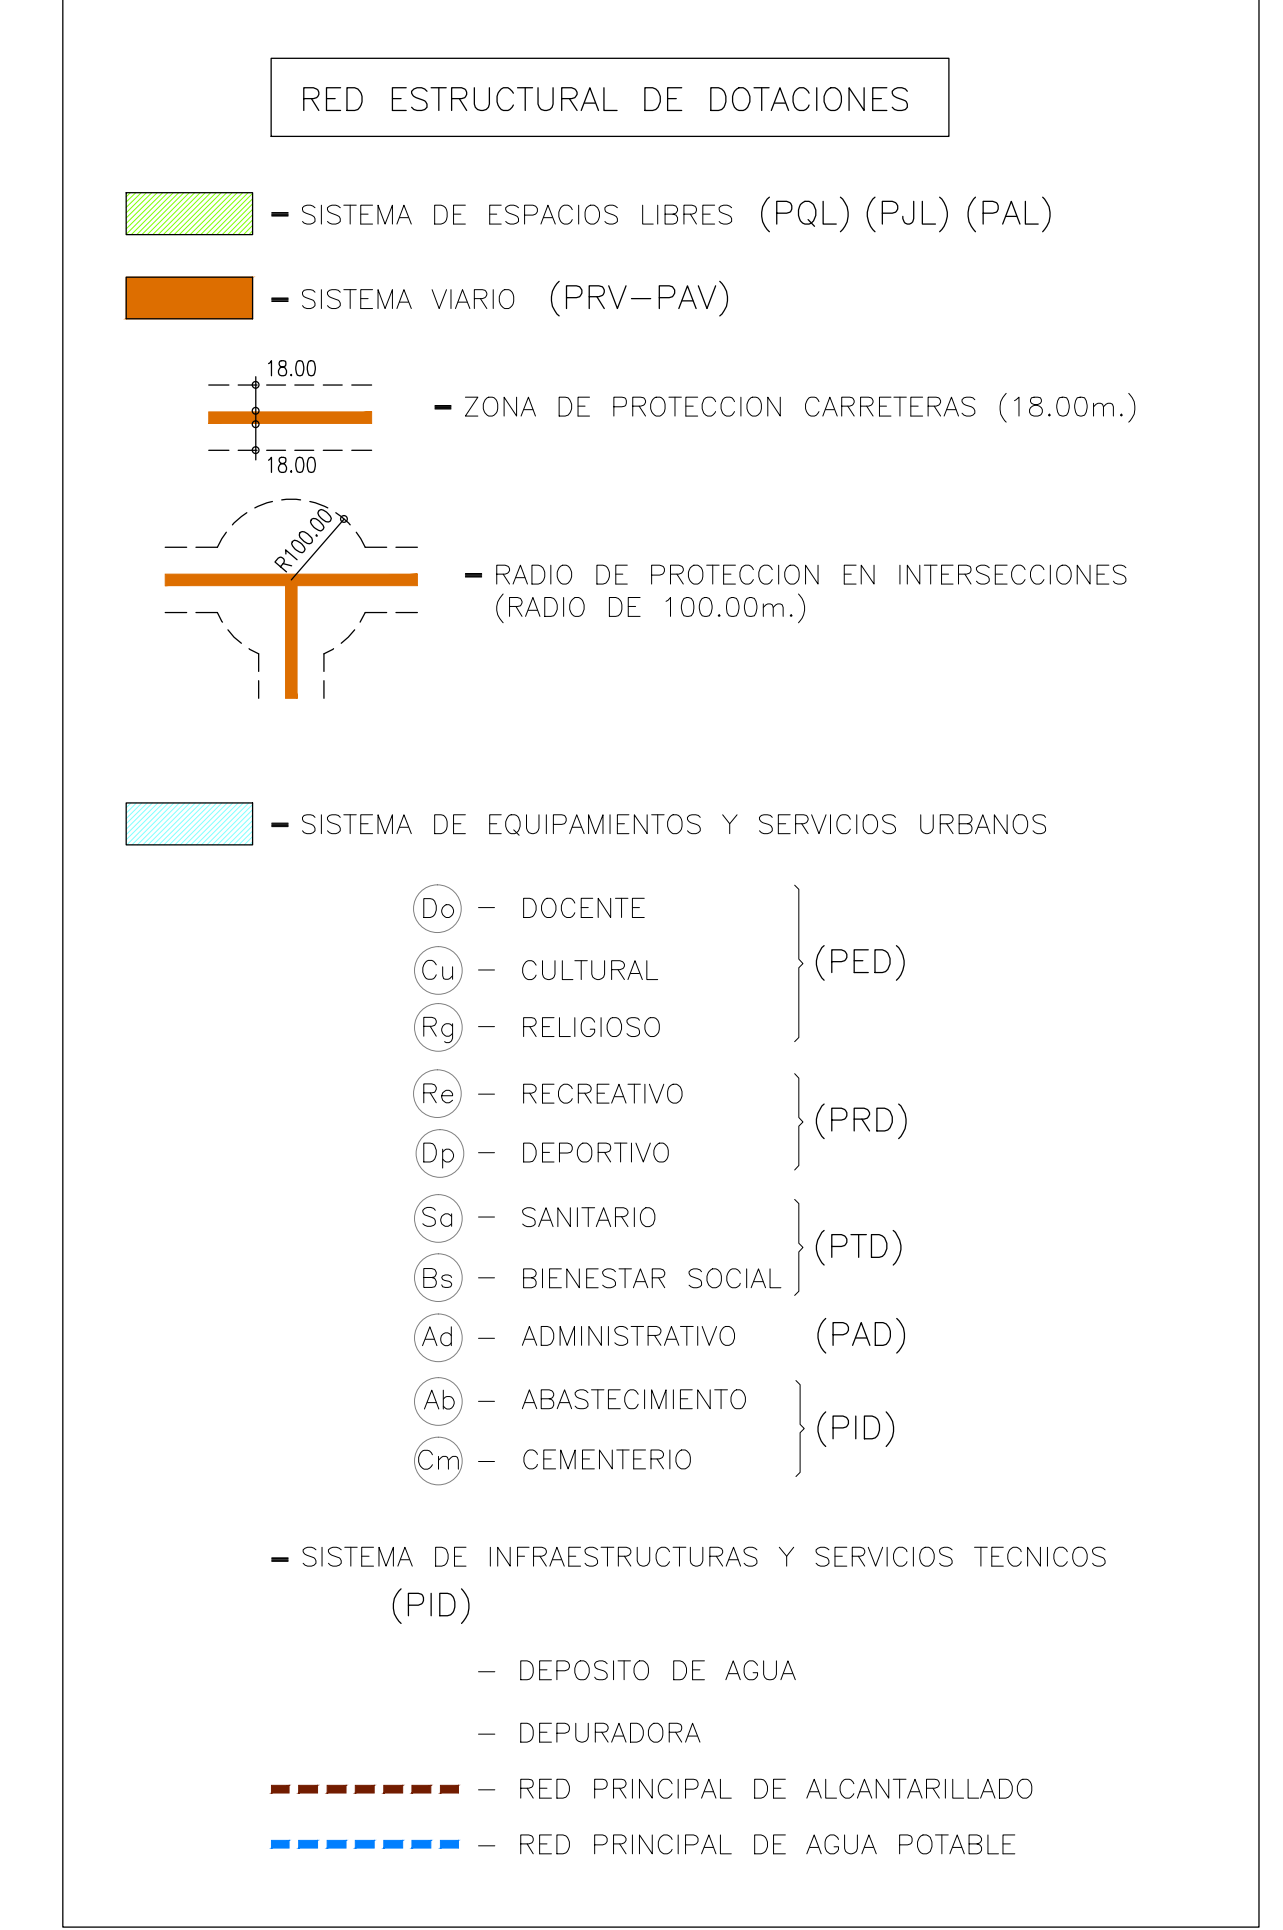 RED ESTRUCTURAL DE DOTACIONES
- SISTEMA DE ESPACIOS LIBRES (PQL) (PJL) (PAL)
- SISTEMA VIARIO (PRV-PAV)
18.00
- ZONA DE PROTECCION CARRETERAS (18.00m.)
18.00
R100.00
- RADIO DE PROTECCION EN INTERSECCIONES
(RADIO DE 100.00m.)
- SISTEMA DE EQUIPAMIENTOS Y SERVICIOS URBANOS
Do - DOCENTE
Cu - CULTURAL
(PED)
Rg - RELIGIOSO
Re - RECREATIVO
(PRD)
Dp - DEPORTIVO
Sa - SANITARIO
(PTD)
Bs - BIENESTAR SOCIAL
Ad - ADMINISTRATIVO (PAD)
Ab - ABASTECIMIENTO
(PID)
Cm - CEMENTERIO
- SISTEMA DE INFRAESTRUCTURAS Y SERVICIOS TECNICOS
(PID)
- DEPOSITO DE AGUA
- DEPURADORA
- RED PRINCIPAL DE ALCANTARILLADO
- RED PRINCIPAL DE AGUA POTABLE